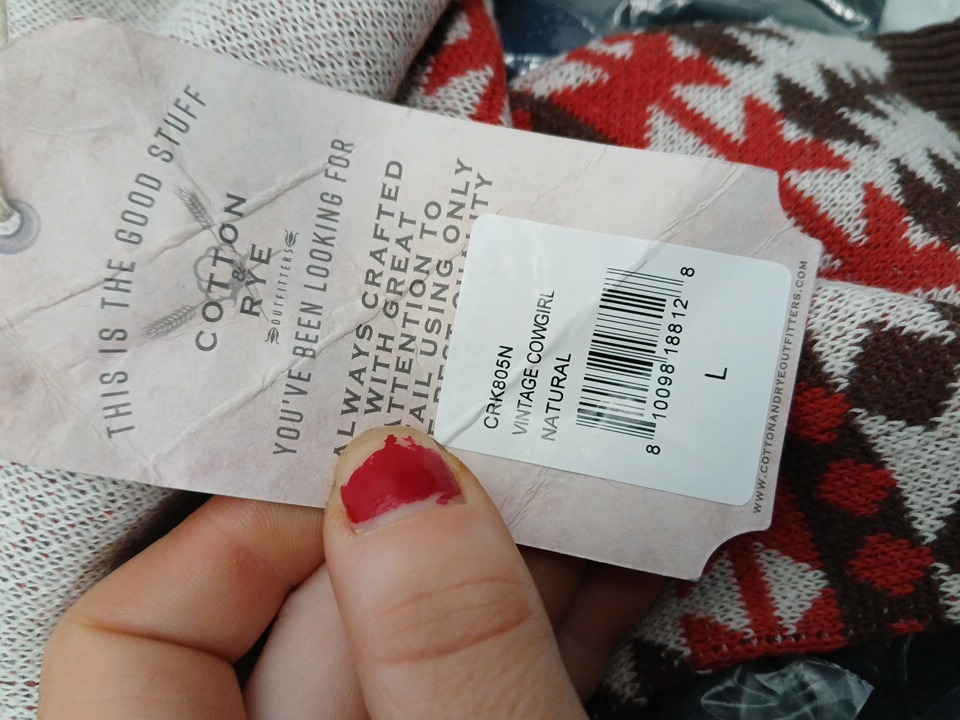 THIS IS THE GOOD STUFF
COTTON
&
RYE
OUTFITTERS
YOU'VE BEEN LOOKING FOR
ALWAYS CRAFTED
WITH GREAT
ATTENTION TO
USING ONLY
CRK805N
VINTAGE COWGIRL
NATURAL
8 10098 18812 8
L
WWW.COTTONANDRYEOUTFITTERS.COM